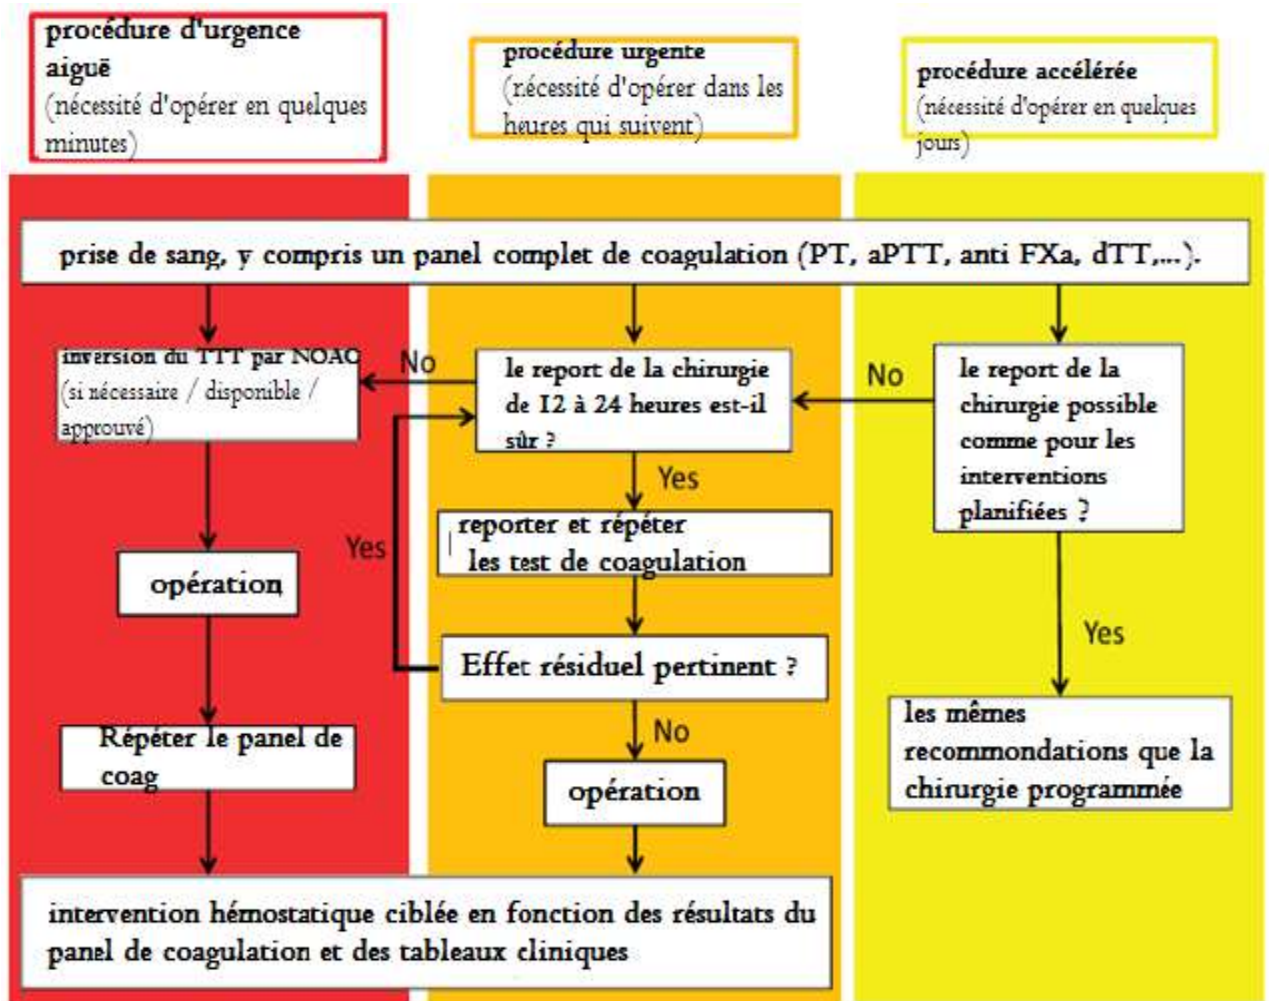 procédure d'urgence
aiguë
(nécessité d'opérer en quelques
minutes)
procédure urgente
(nécessité d'opérer dans les
heures qui suivent)
procédure accélérée
(nécessité d'opérer en quelques
jours)
prise de sang, y compris un panel complet de coagulation (PT, aPTT, anti FXa, dTT,...).
inversion du TTT par NOAC
(si nécessaire / disponible /
approuvé)
No
le report de la chirurgie
de 12 à 24 heures est-il
sûr ?
No
le report de la
chirurgie possible
comme pour les
interventions
planifiées ?
Yes
reporter et répéter
les test de coagulation
Yes
opération
Effet résiduel pertinent ?
Yes
No
Répéter le panel de
coag
opération
les mêmes
recommondations que la
chirurgie programmée
intervention hémostatique ciblée en fonction des résultats du
panel de coagulation et des tableaux cliniques